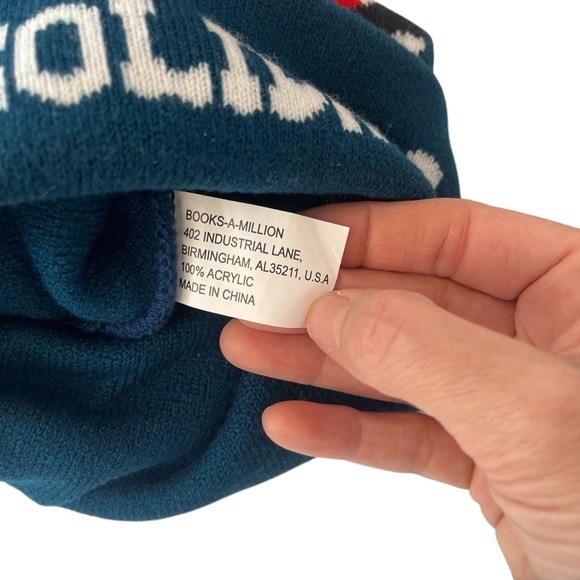 BOOKS-A-MILLION
402 INDUSTRIAL LANE,
BIRMINGHAM, AL35211, U.S.A
100% ACRYLIC
MADE IN CHINA